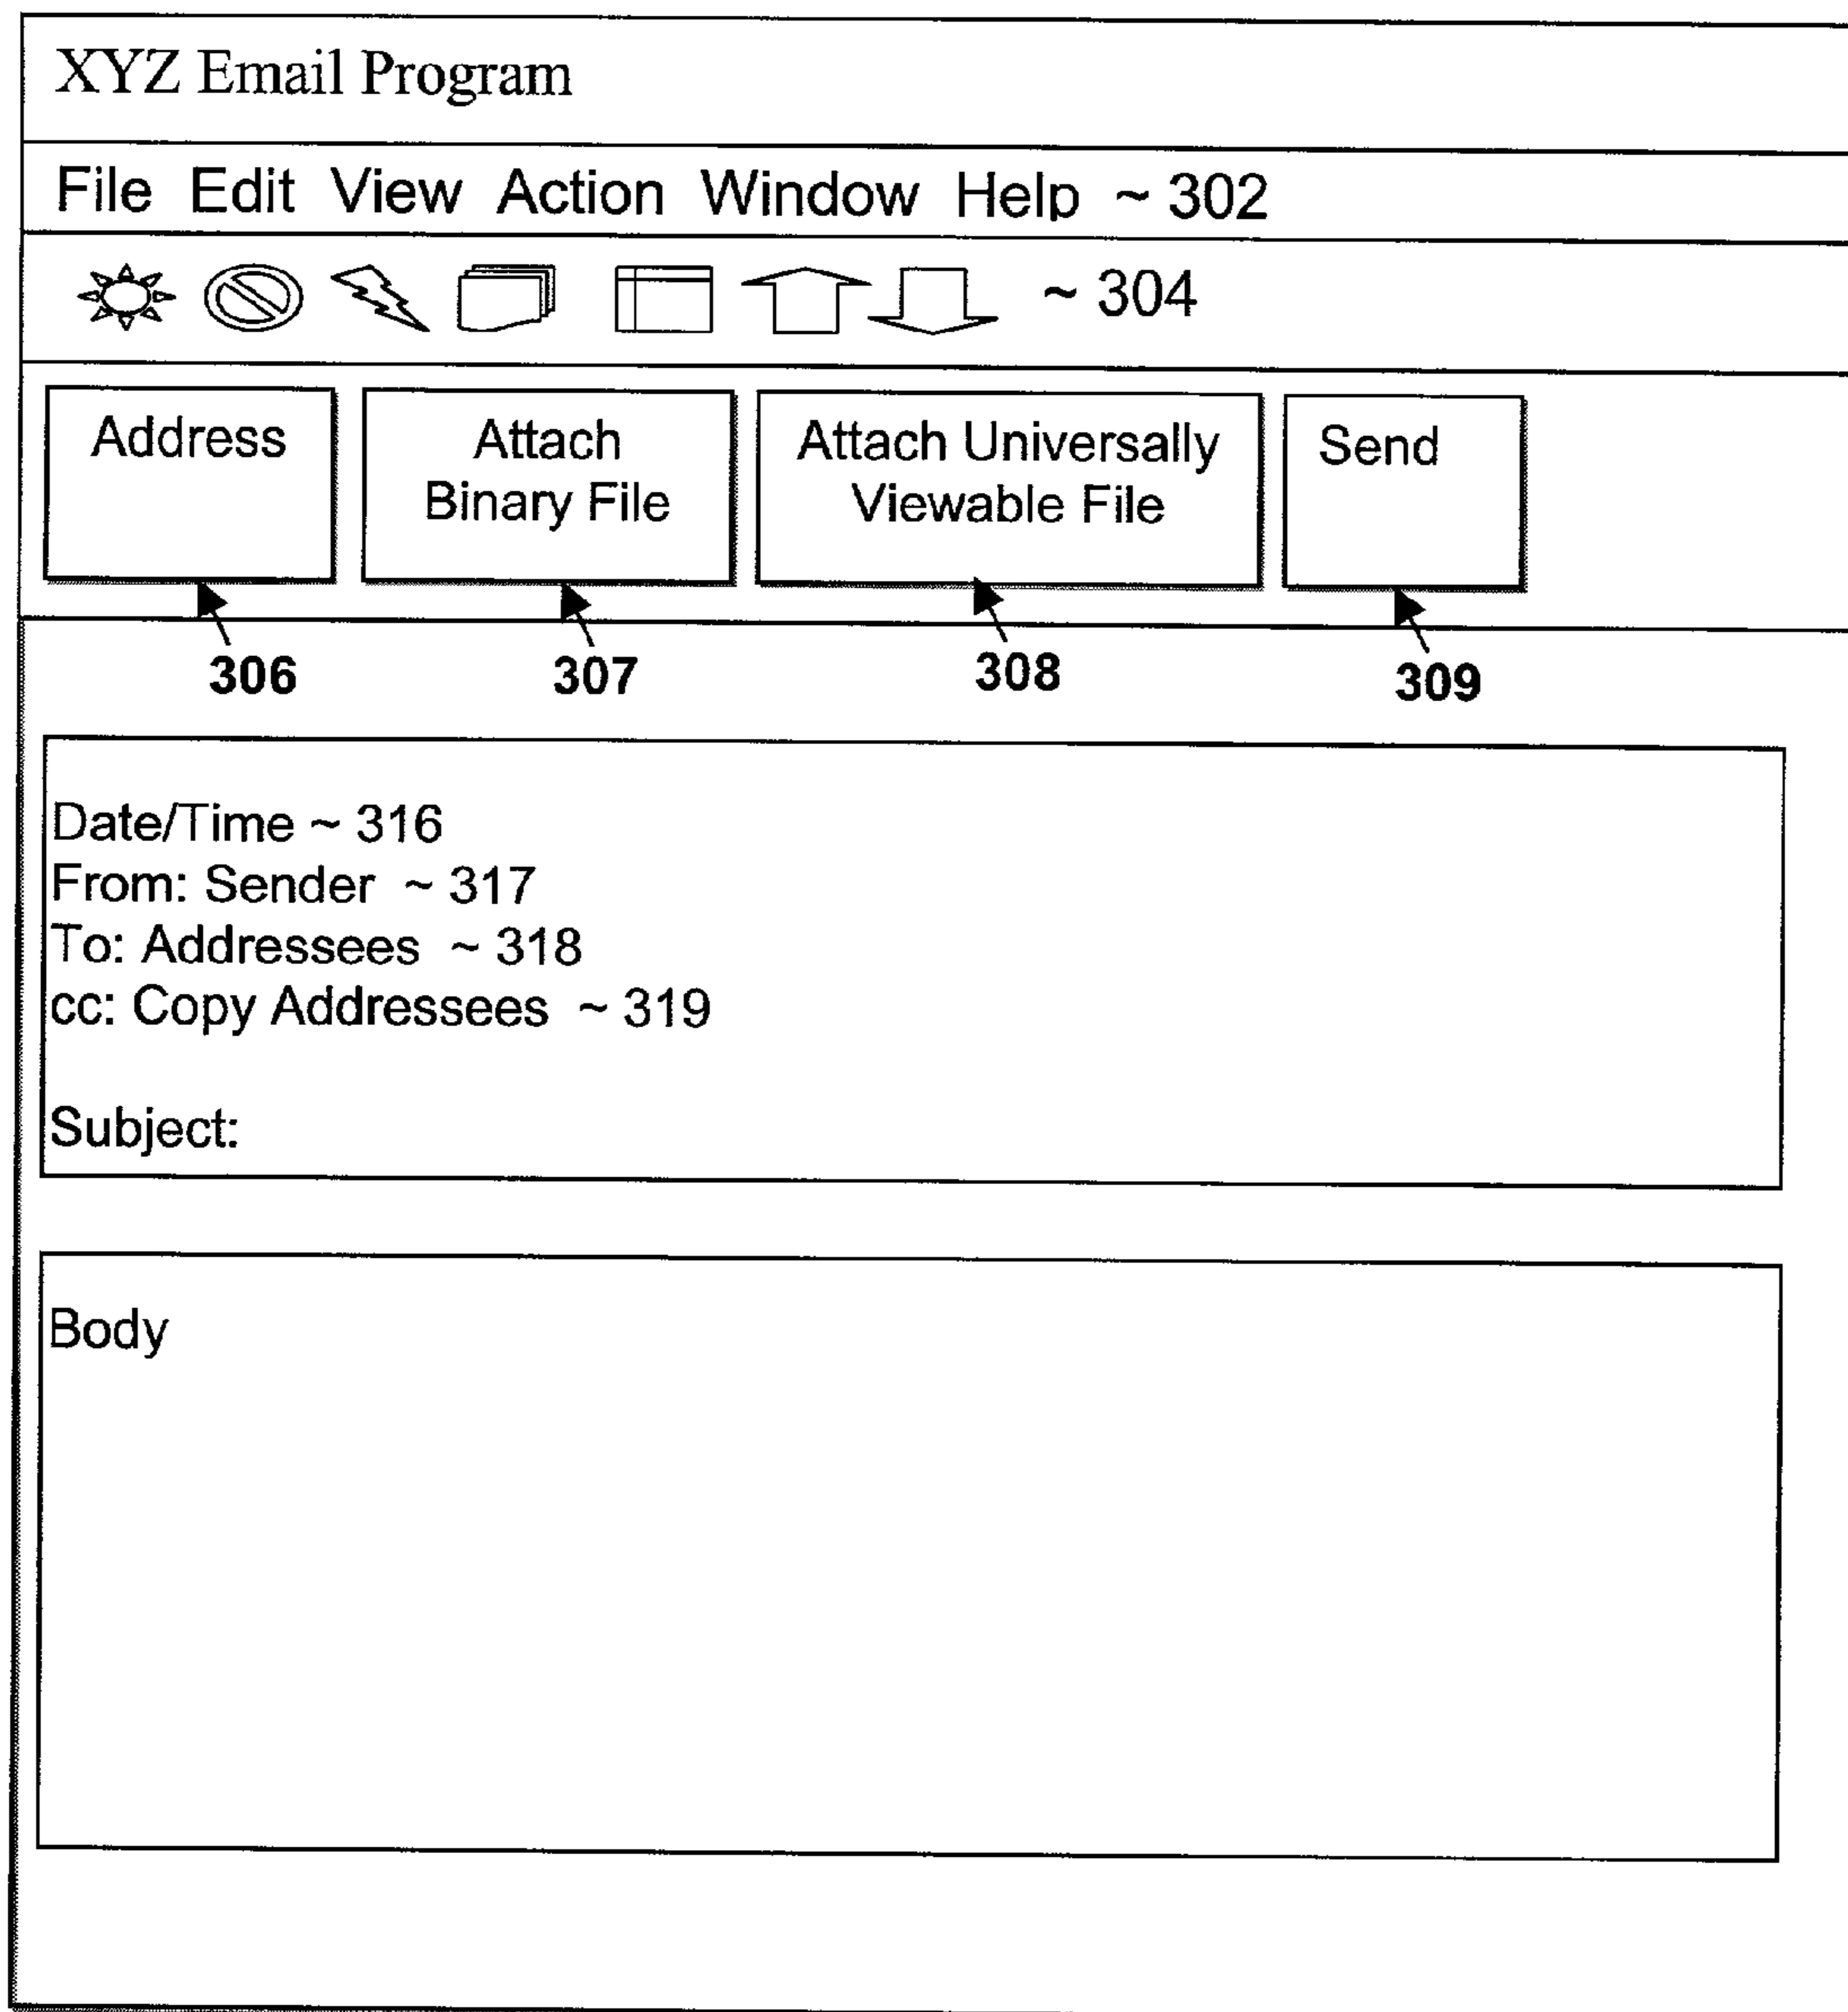 XYZ Email Program
File Edit View Action Window Help ~ 302
~ 304
Address
Attach
Binary File
Attach Universally
Viewable File
Send
306
307
308
309
Date/Time ~ 316
From: Sender ~ 317
To: Addressees ~ 318
cc: Copy Addressees ~ 319
Subject:
Body